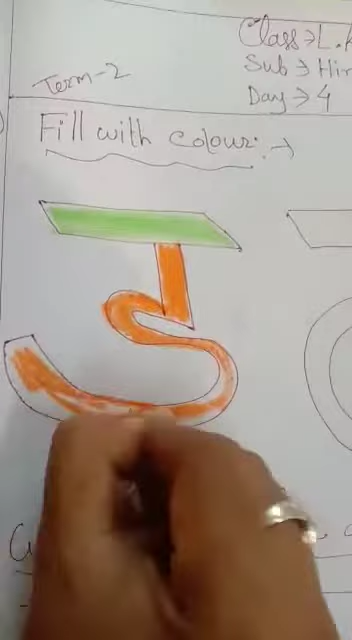 Class → L.K
Sub → Hin
Day → 4
Term-2
Fill with colour: →
ह